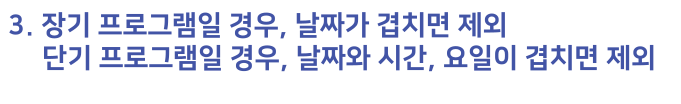 3. 장기 프로그램일 경우, 날짜가 겹치면 제외
단기 프로그램일 경우, 날짜와 시간, 요일이 겹치면 제외